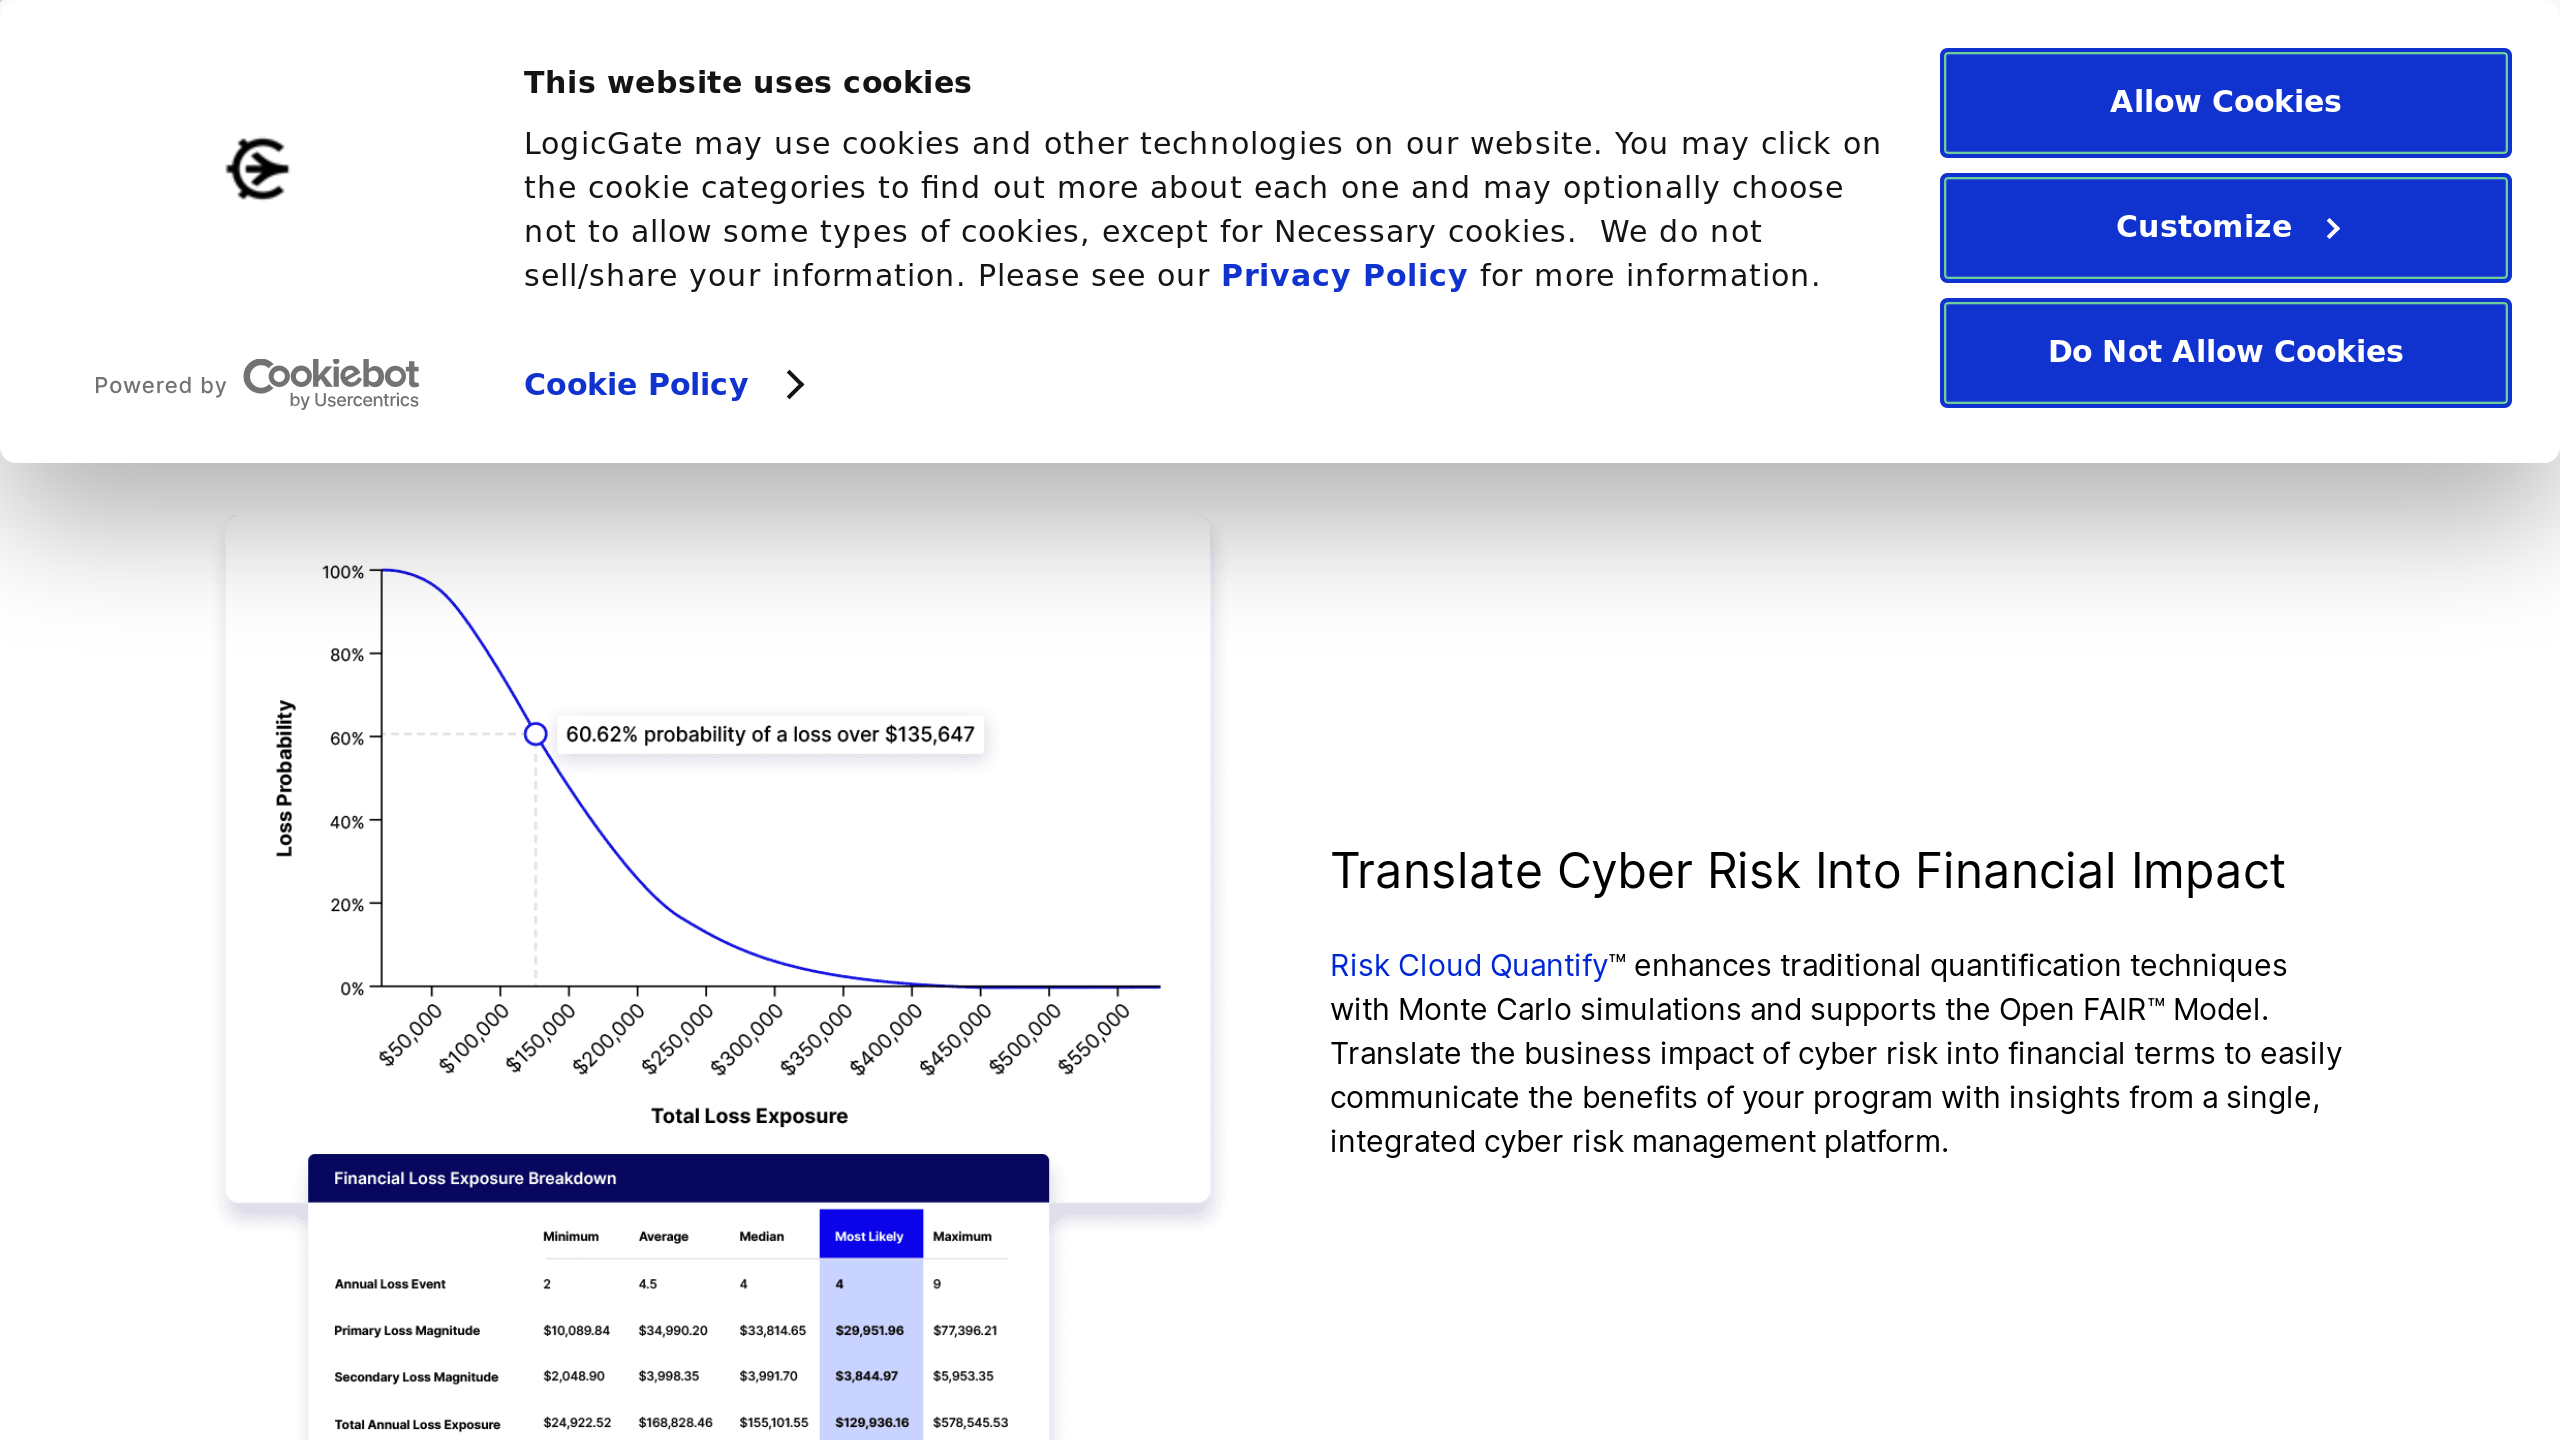 This website uses cookies
LogicGate may use cookies and other technologies on our website. You may click on
the cookie categories to find out more about each one and may optionally choose
not to allow some types of cookies, except for Necessary cookies.  We do not
sell/share your information. Please see our Privacy Policy for more information.
Powered by Cookiebot
by Usercentrics
Cookie Policy
Allow Cookies
Customize
Do Not Allow Cookies
Loss Probability
100%
80%
60%
40%
20%
0%
60.62% probability of a loss over $135,647
$50,000
$100,000
$150,000
$200,000
$250,000
$300,000
$350,000
$400,000
$450,000
$500,000
$550,000
Total Loss Exposure
Financial Loss Exposure Breakdown
Minimum Average Median Most Likely Maximum
Annual Loss Event 2 4.5 4 4 9
Primary Loss Magnitude $10,089.84 $34,990.20 $33,814.65 $29,951.96 $77,396.21
Secondary Loss Magnitude $2,048.90 $3,998.35 $3,991.70 $3,844.97 $5,953.35
Total Annual Loss Exposure $24,922.52 $168,828.46 $155,101.55 $129,936.16 $578,545.53
Translate Cyber Risk Into Financial Impact
Risk Cloud Quantify™ enhances traditional quantification techniques
with Monte Carlo simulations and supports the Open FAIR™ Model.
Translate the business impact of cyber risk into financial terms to easily
communicate the benefits of your program with insights from a single,
integrated cyber risk management platform.